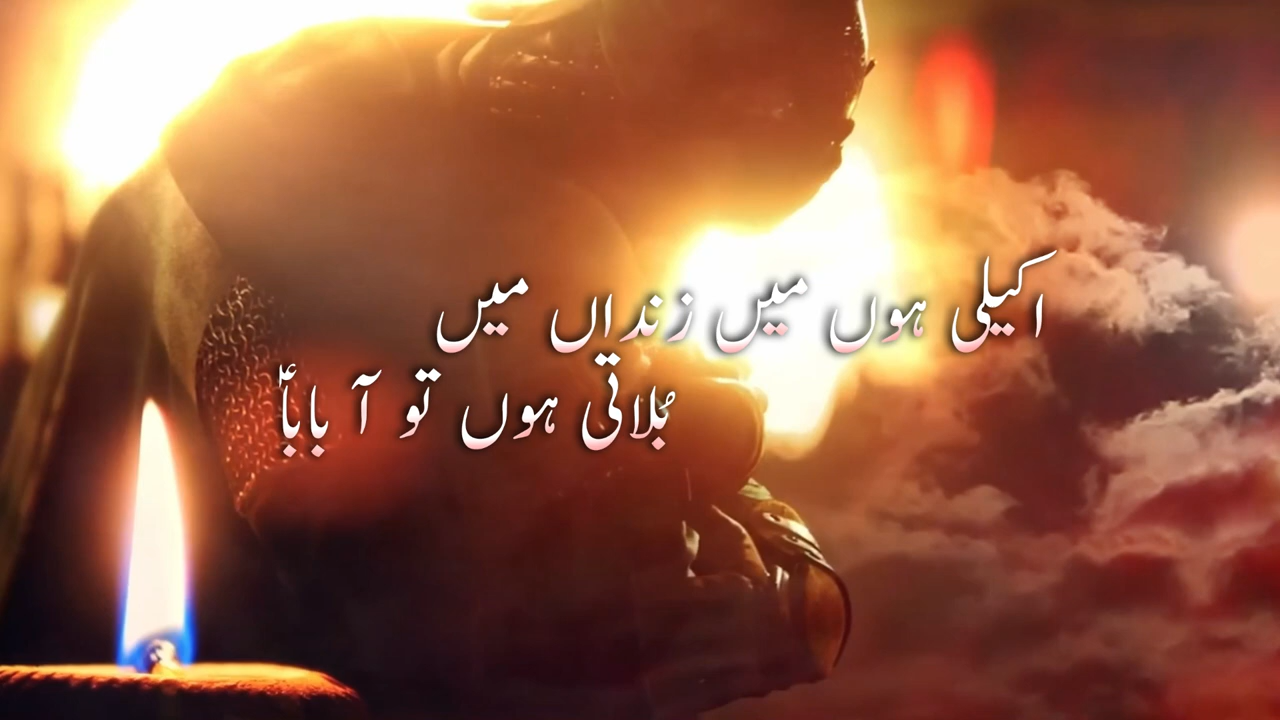 اکیلی ہوں میں زنداں میں
بُلاتی ہوں تو آ باباؑ